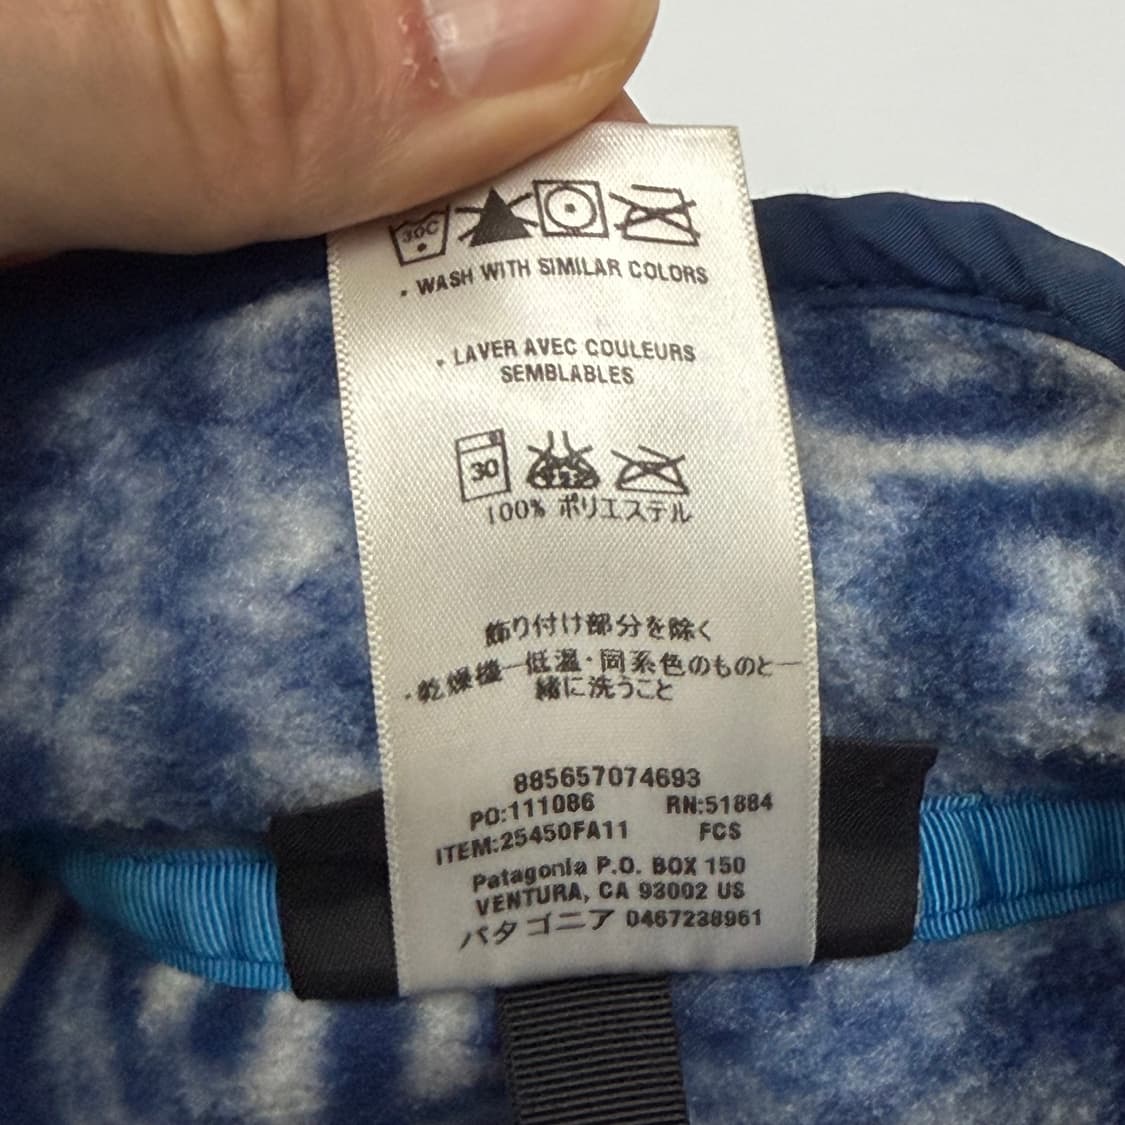 30C
. WASH WITH SIMILAR COLORS
. LAVER AVEC COULEURS
SEMBLABLES
30
100% ポリエステル
飾り付け部分を除く
・乾燥機一低温・同系色のものと一
緒に洗うこと
885657074693
PO:111086 RN:51884
ITEM:25450FA11 FCS
Patagonia P.O. BOX 150
VENTURA, CA 93002 US
パタゴニア 0467238961